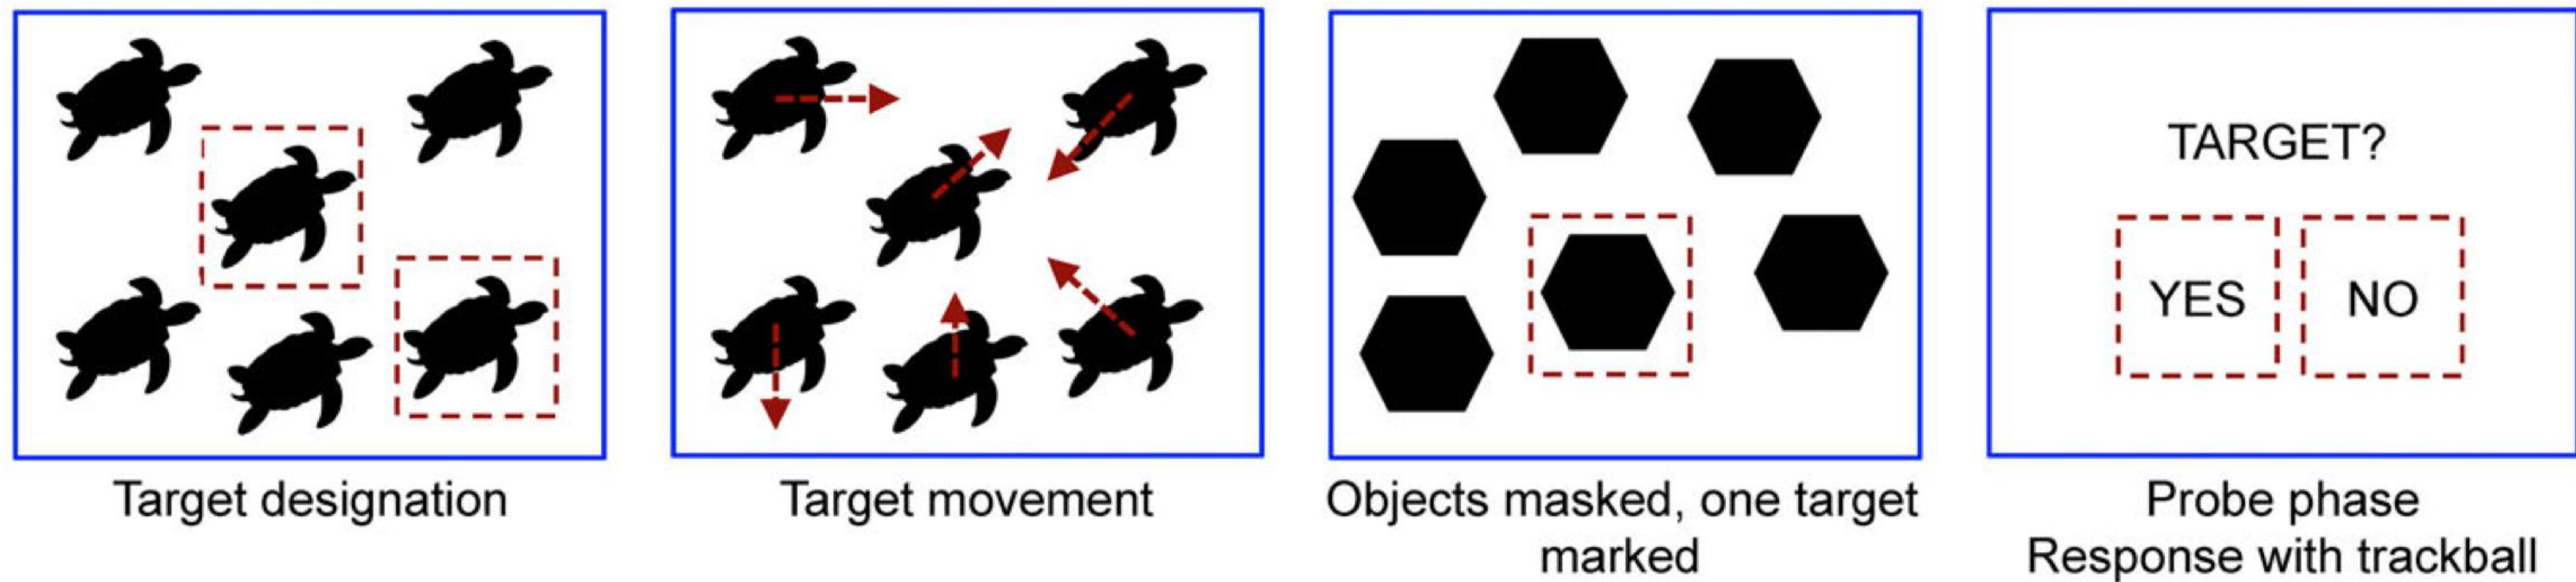 TARGET?
YES NO
Target designation
Target movement
Objects masked, one target
marked
Probe phase
Response with trackball